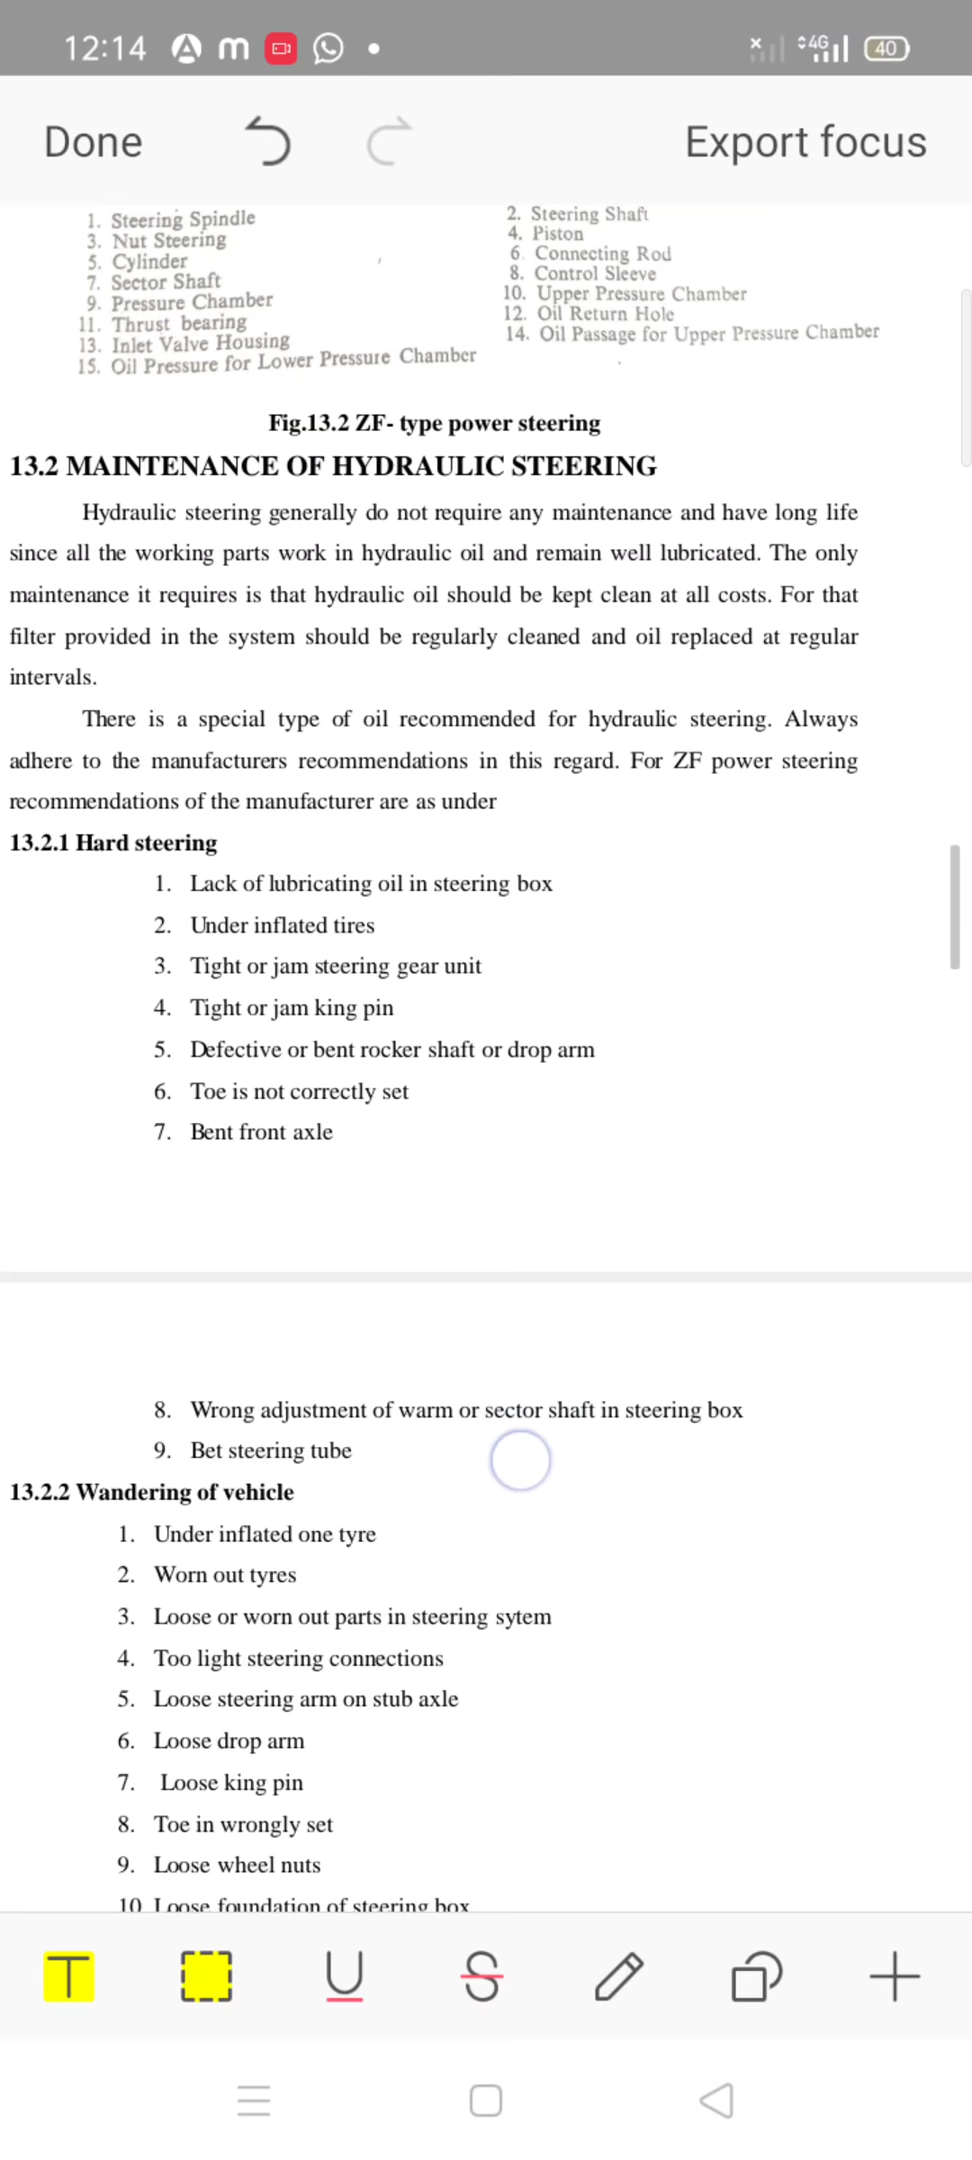 12:14 m 4G 40
Done Export focus
1. Steering Spindle
2. Steering Shaft
3. Nut Steering
4. Piston
5. Cylinder
6. Connecting Rod
7. Sector Shaft
8. Control Sleeve
9. Pressure Chamber
10. Upper Pressure Chamber
11. Thrust bearing
12. Oil Return Hole
13. Inlet Valve Housing
14. Oil Passage for Upper Pressure Chamber
15. Oil Pressure for Lower Pressure Chamber
Fig.13.2 ZF- type power steering
13.2 MAINTENANCE OF HYDRAULIC STEERING
Hydraulic steering generally do not require any maintenance and have long life
since all the working parts work in hydraulic oil and remain well lubricated. The only
maintenance it requires is that hydraulic oil should be kept clean at all costs. For that
filter provided in the system should be regularly cleaned and oil replaced at regular
intervals.
There is a special type of oil recommended for hydraulic steering. Always
adhere to the manufacturers recommendations in this regard. For ZF power steering
recommendations of the manufacturer are as under
13.2.1 Hard steering
1. Lack of lubricating oil in steering box
2. Under inflated tires
3. Tight or jam steering gear unit
4. Tight or jam king pin
5. Defective or bent rocker shaft or drop arm
6. Toe is not correctly set
7. Bent front axle
8. Wrong adjustment of warm or sector shaft in steering box
9. Bet steering tube
13.2.2 Wandering of vehicle
1. Under inflated one tyre
2. Worn out tyres
3. Loose or worn out parts in steering sytem
4. Too light steering connections
5. Loose steering arm on stub axle
6. Loose drop arm
7. Loose king pin
8. Toe in wrongly set
9. Loose wheel nuts
10 Loose foundation of steering box
T U S